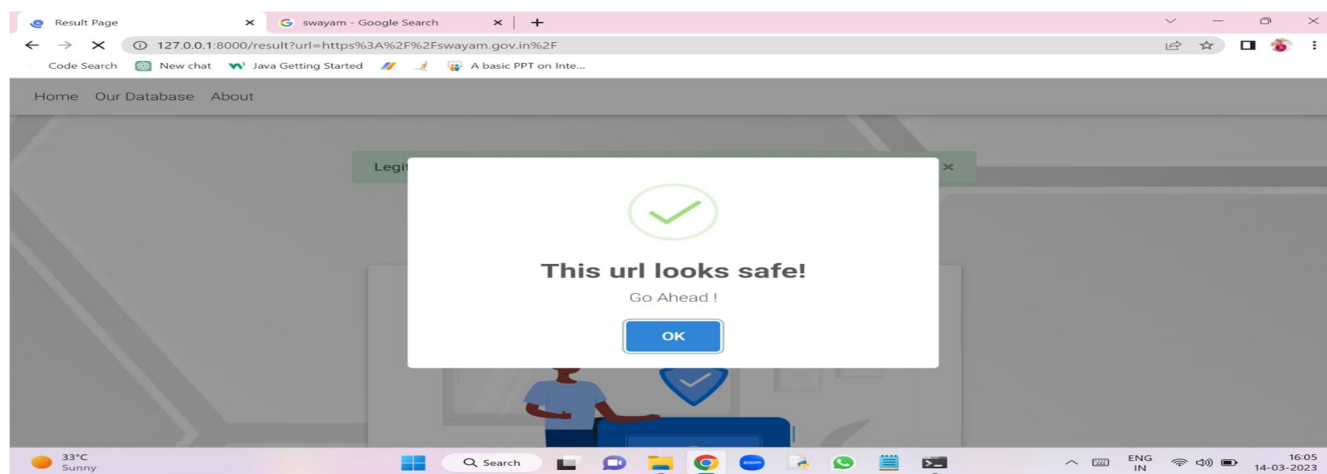 Result Page
swayam - Google Search
127.0.0.1:8000/result?url=https%3A%2F%2Fswayam.gov.in%2F
Code Search New chat Java Getting Started A basic PPT on Inte...
Home Our Database About
Legit
This url looks safe!
Go Ahead !
OK
33°C
Sunny
Search
zoom
ENG
IN
16:05
14-03-2023